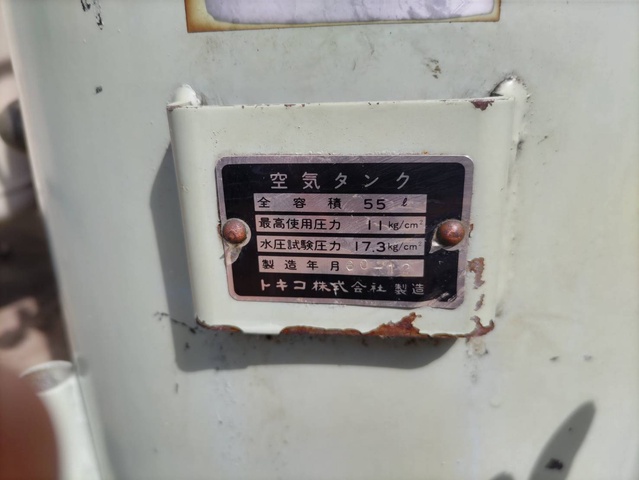 空気タンク
全容積 55 ℓ
最高使用圧力 11 kg/cm²
水圧試験圧力 17.3 kg/cm²
製造年月
トキコ株式会社 製造